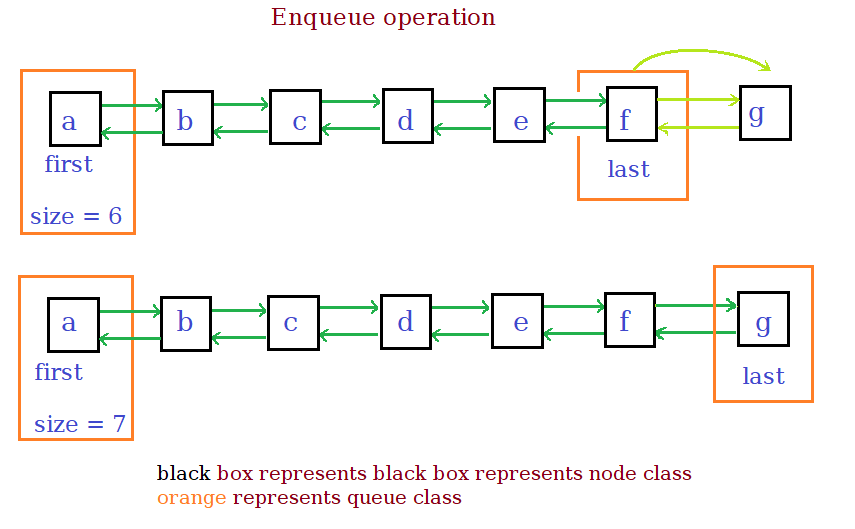 Enqueue operation
a b c d e f g
first
last
size = 6
a b c d e f g
first
last
size = 7
black box represents black box represents node class
orange represents queue class